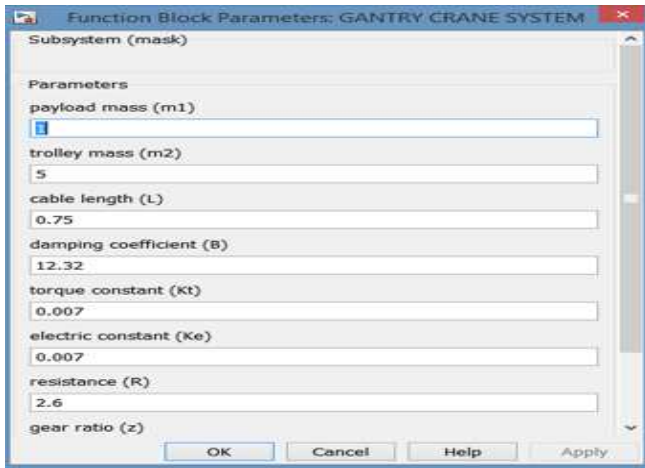 Function Block Parameters: GANTRY CRANE SYSTEM
Subsystem (mask)
Parameters
payload mass (m1)
1
trolley mass (m2)
5
cable length (L)
0.75
damping coefficient (B)
12.32
torque constant (Kt)
0.007
electric constant (Ke)
0.007
resistance (R)
2.6
gear ratio (z)
OK Cancel Help Apply